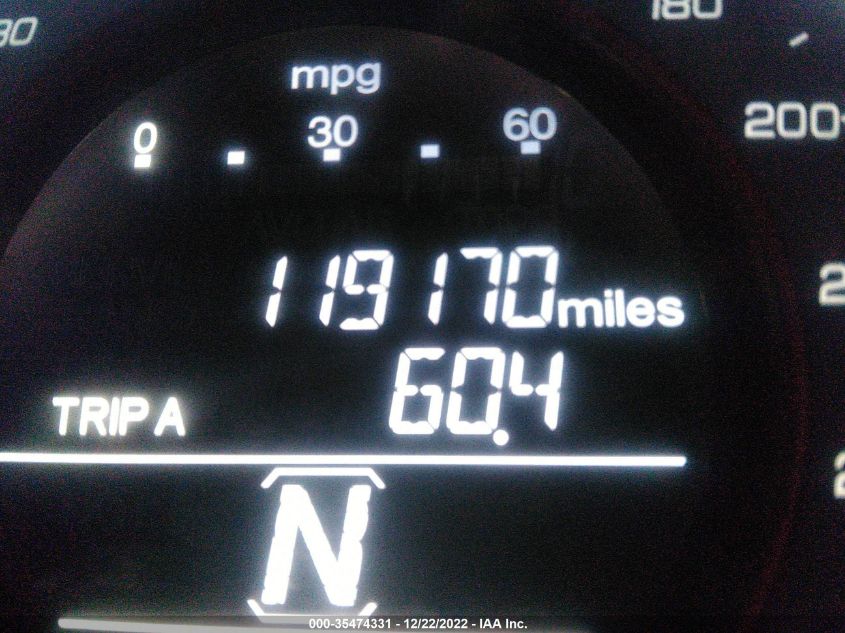 180
mpg
0 30 60
200
119170 miles
TRIP A 60.4
N
000-35474331 - 12/22/2022 - IAA Inc.